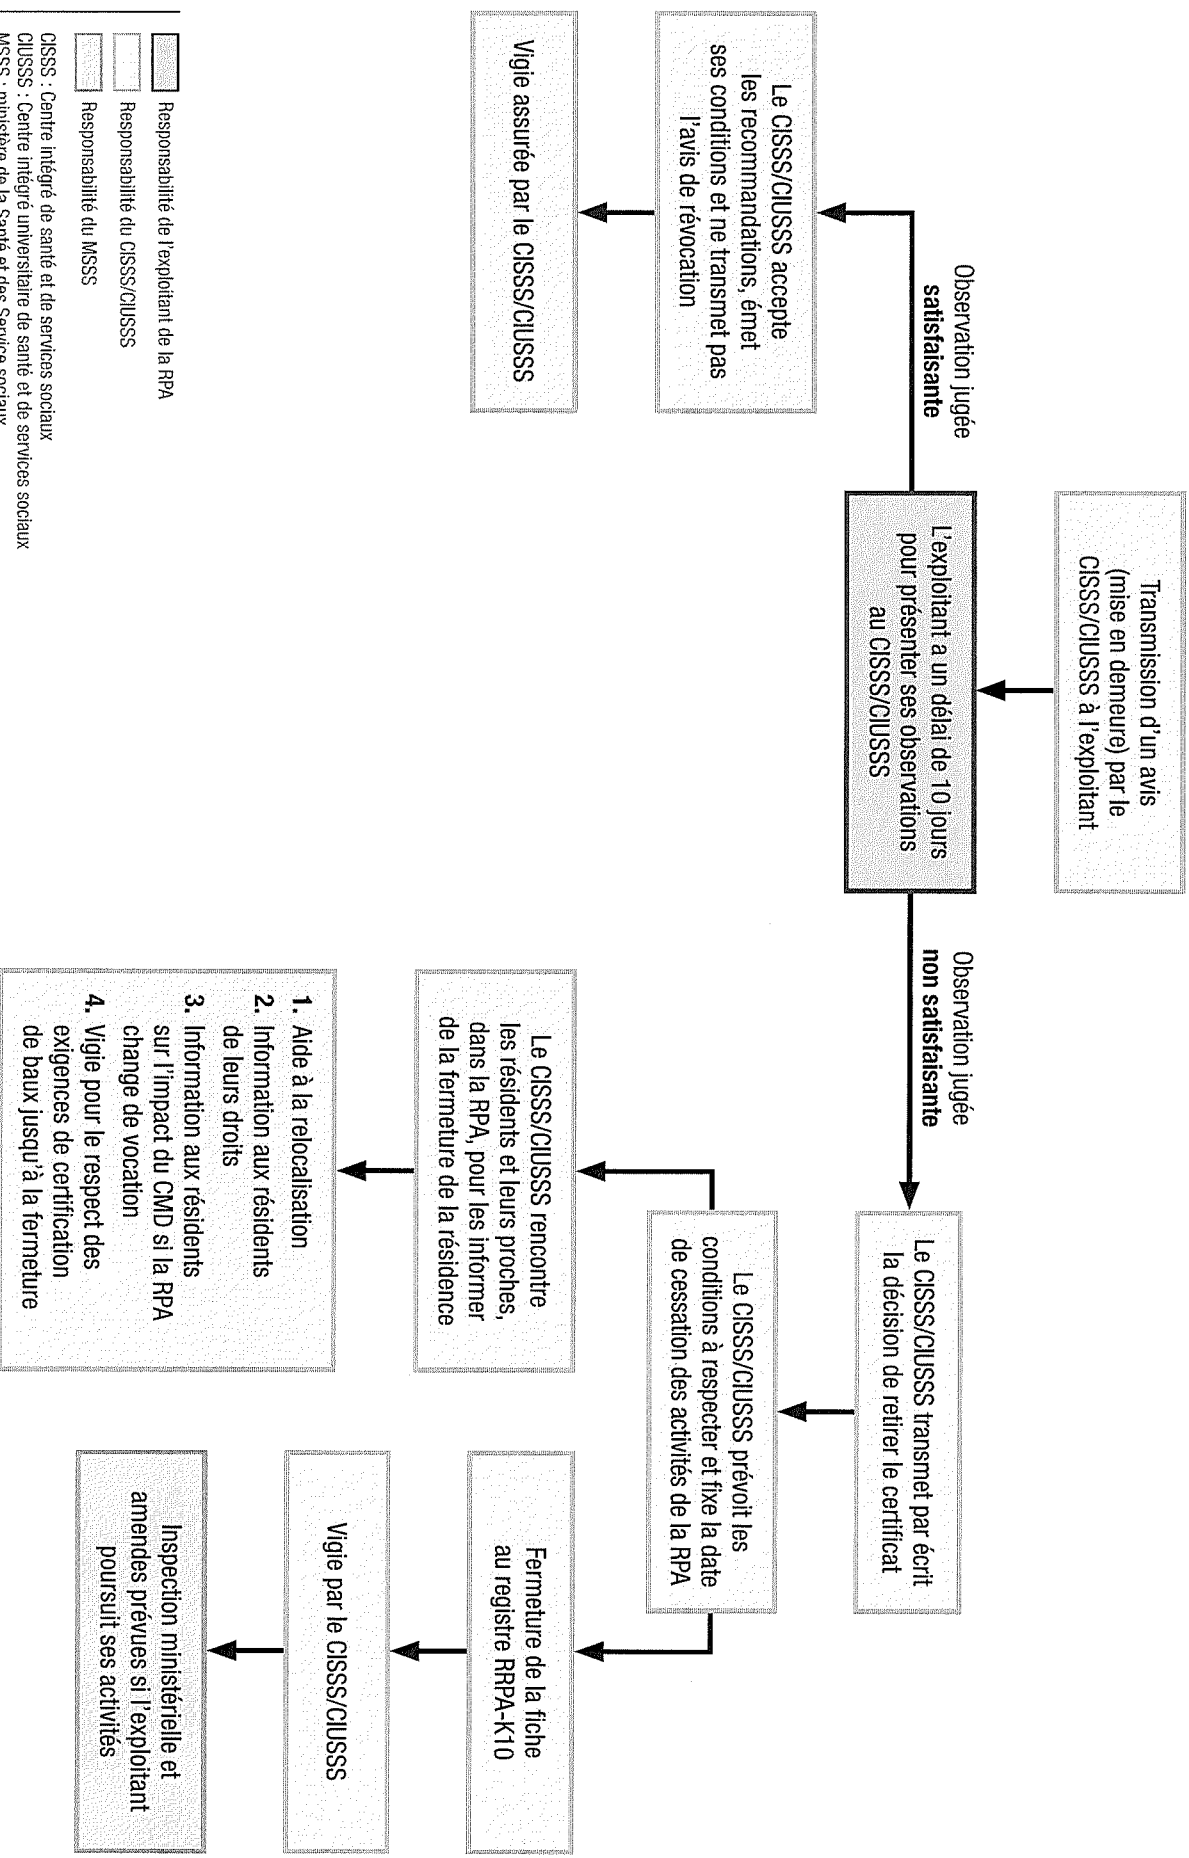 Transmission d'un avis
(mise en demeure) par le
CISSS/CIUSSS à l'exploitant
L'exploitant a un délai de 10 jours
pour présenter ses observations
au CISSS/CIUSSS
Observation jugée
satisfaisante
Le CISSS/CIUSSS accepte
les recommandations, émet
ses conditions et ne transmet pas
l'avis de révocation
Vigie assurée par le CISSS/CIUSSS
Observation jugée
non satisfaisante
Le CISSS/CIUSSS transmet par écrit
la décision de retirer le certificat
Le CISSS/CIUSSS prévoit les
conditions à respecter et fixe la date
de cessation des activités de la RPA
Le CISSS/CIUSSS rencontre
les résidents et leurs proches,
dans la RPA, pour les informer
de la fermeture de la résidence
1. Aide à la relocalisation
2. Information aux résidents
de leurs droits
3. Information aux résidents
sur l'impact du CMD si la RPA
change de vocation
4. Vigie pour le respect des
exigences de certification
de baux jusqu'à la fermeture
Fermeture de la fiche
au registre RRPA-K10
Vigie par le CISSS/CIUSSS
Inspection ministérielle et
amendes prévues si l'exploitant
poursuit ses activités
Responsabilité de l'exploitant de la RPA
Responsabilité du CISSS/CIUSSS
Responsabilité du MSSS
CISSS : Centre intégré de santé et de services sociaux
CIUSSS : Centre intégré universitaire de santé et de services sociaux
MSSS : ministère de la Santé et des Service sociaux